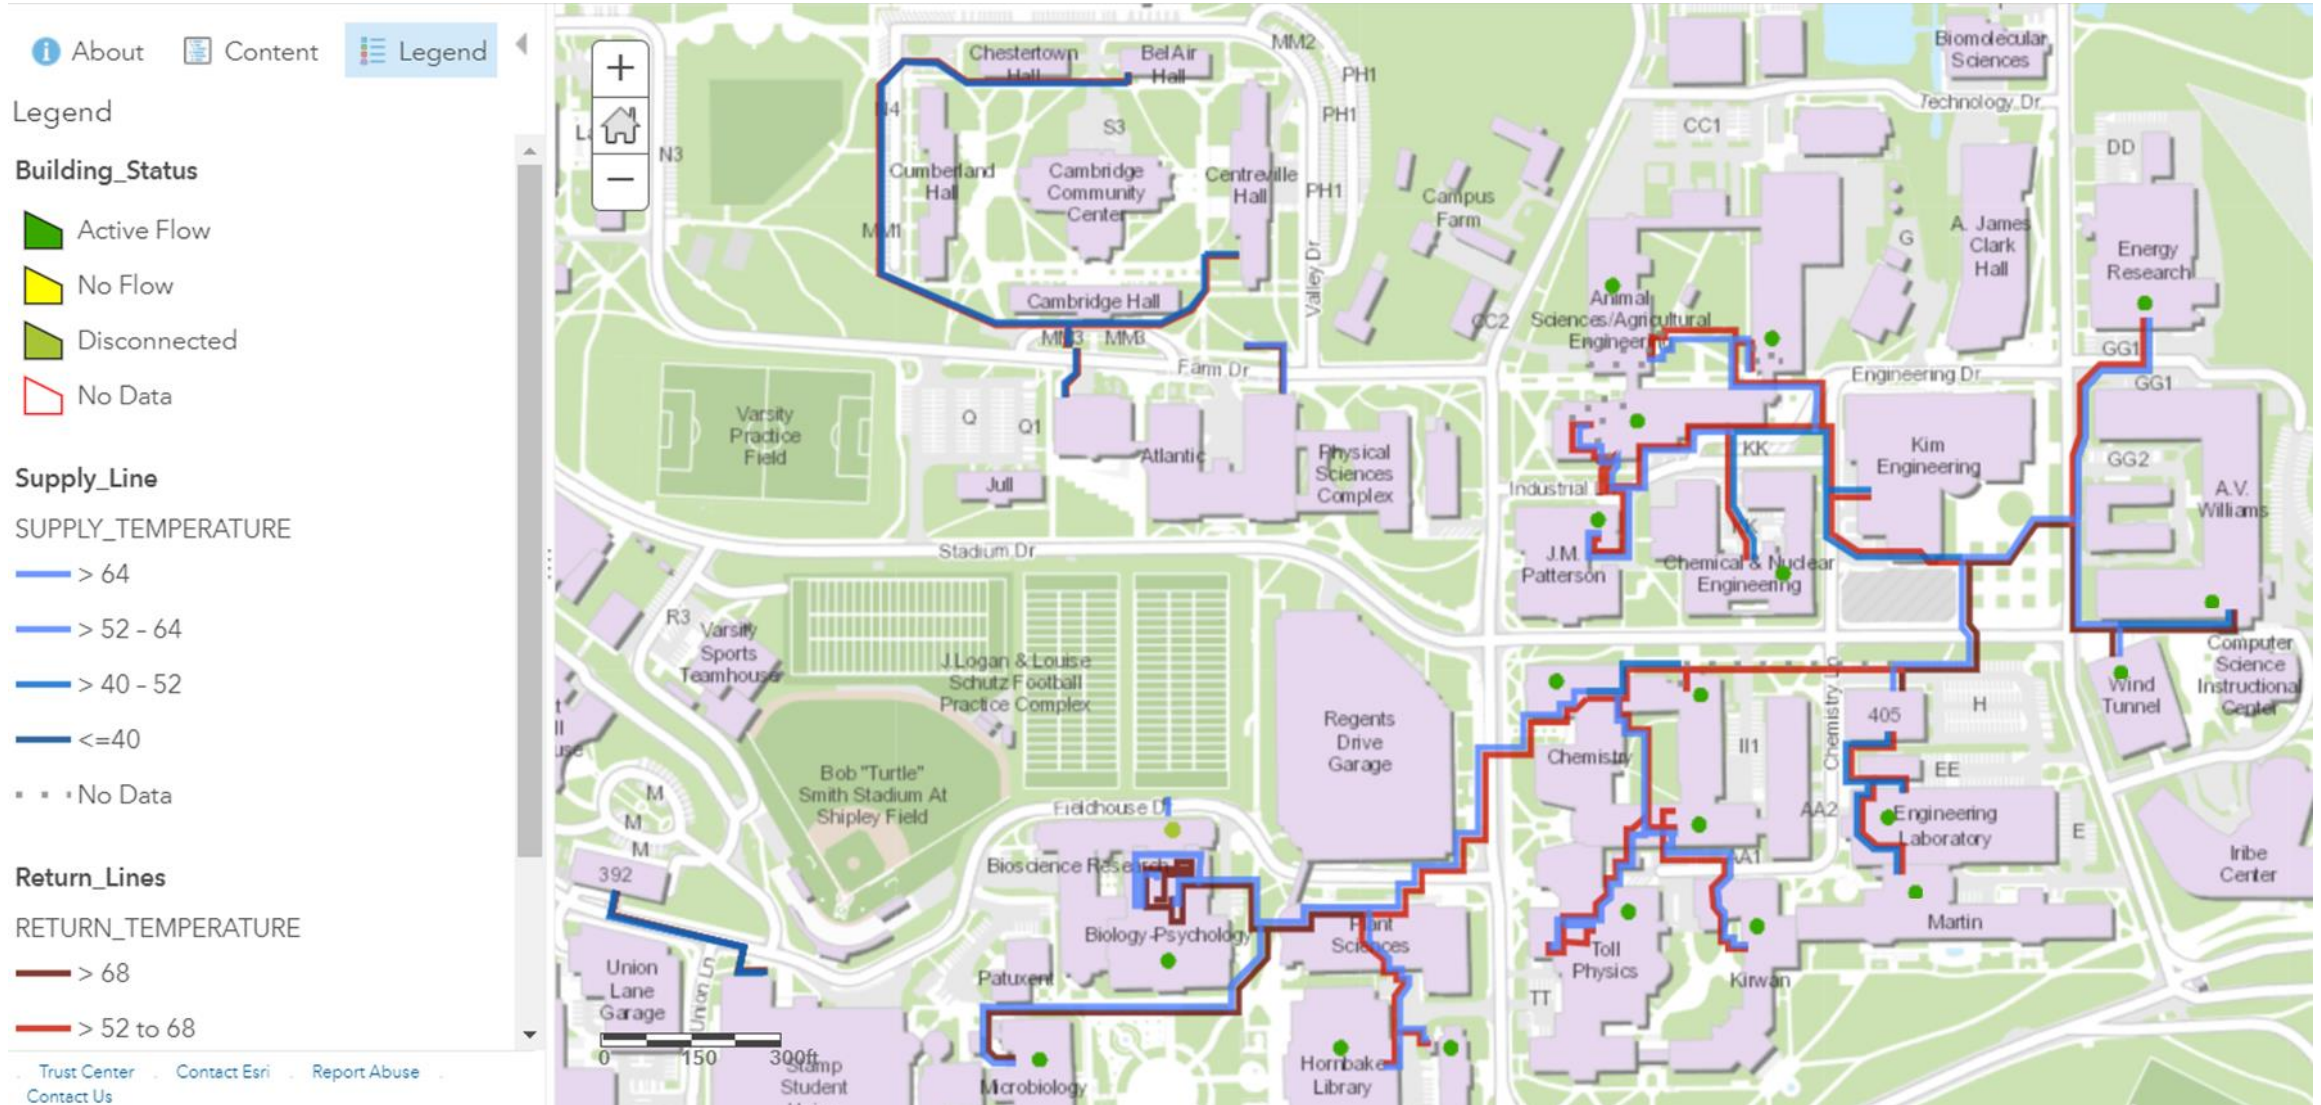 About
Content
Legend
Legend
Building_Status
Active Flow
No Flow
Disconnected
No Data
Supply_Line
SUPPLY_TEMPERATURE
> 64
> 52 - 64
> 40 - 52
<=40
No Data
Return_Lines
RETURN_TEMPERATURE
> 68
> 52 to 68
Trust Center
Contact Esri
Report Abuse
Contact Us
+
−
N3
Chestertown
Hall
Bel Air
Hall
MM2
PH1
PH1
PH1
S3
Cumberland
Hall
Cambridge
Community
Center
Centreville
Hall
MM1
Cambridge Hall
MM3
MM3
Valley Dr
Farm Dr
Campus
Farm
CC2
CC1
Biomolecular
Sciences
Technology Dr
DD
G
A. James
Clark
Hall
Energy
Research
Animal
Sciences/Agricultural
GG1
GG1
Engineering Dr
Varsity
Practice
Field
Q
Q1
Atlantic
Jull
Physical
Sciences
Complex
KK
Kim
Engineering
GG2
A.V.
Williams
Industrial
Stadium Dr
J.M.
Patterson
Chemical & Nuclear
Engineering
R3
Varsity
Sports
Teamhouse
J.Logan & Louise
Schutz Football
Practice Complex
Regents
Drive
Garage
Chemistry
II1
Chemistry Ln
405
H
Wind
Tunnel
Computer
Science
Instructional
Center
EE
Bob "Turtle"
Smith Stadium At
Shipley Field
M
M
M
392
Fieldhouse Dr
Bioscience Research
AA2
AA1
Engineering
Laboratory
E
Iribe
Center
Biology-Psychology
Plant
Sciences
Toll
Physics
Kirwan
Martin
Union
Lane
Garage
Union Ln
Patuxent
TT
0 150 300ft
Stamp
Student
Microbiology
Hornbake
Library